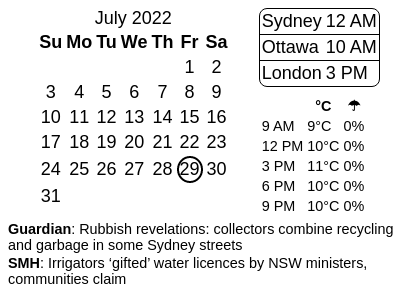 July 2022
Su Mo Tu We Th Fr Sa
1 2
3 4 5 6 7 8 9
10 11 12 13 14 15 16
17 18 19 20 21 22 23
24 25 26 27 28 29 30
31
Sydney 12 AM
Ottawa 10 AM
London 3 PM
°C ☂
9 AM 9°C 0%
12 PM 10°C 0%
3 PM 11°C 0%
6 PM 10°C 0%
9 PM 10°C 0%
Guardian: Rubbish revelations: collectors combine recycling
and garbage in some Sydney streets
SMH: Irrigators ‘gifted’ water licences by NSW ministers,
communities claim